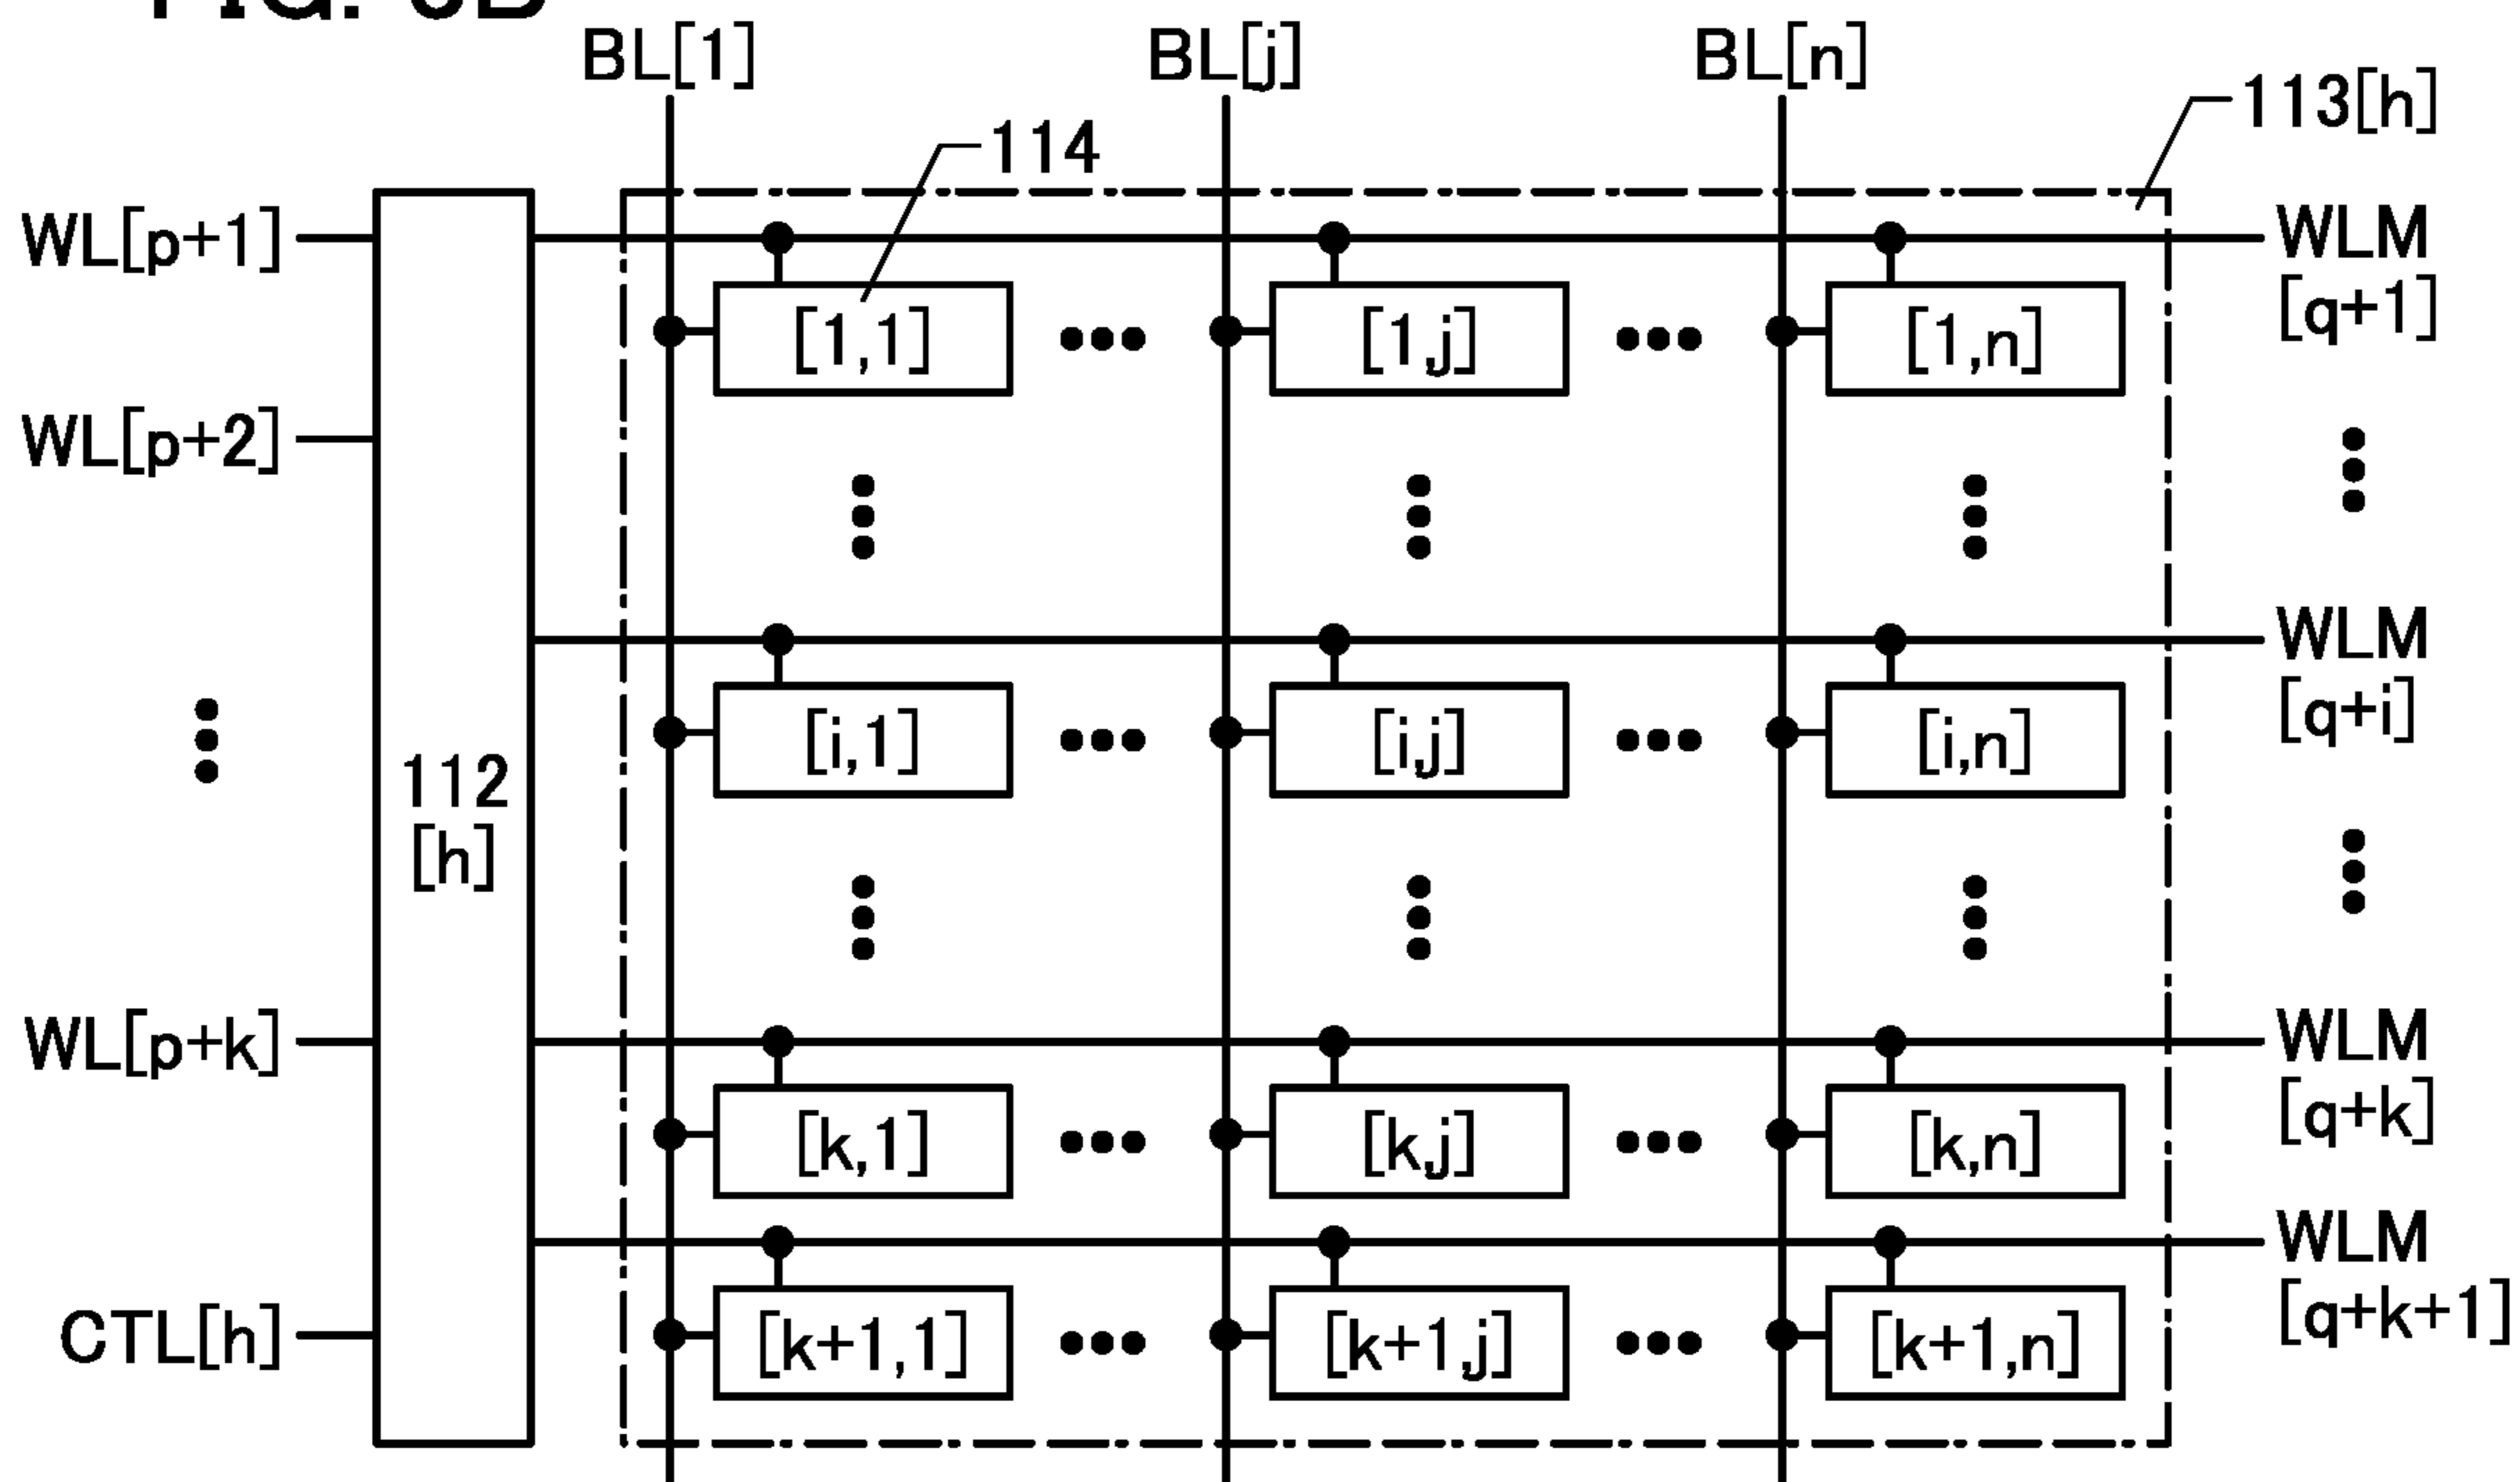 BL[1] BL[j] BL[n]
113[h]
114
WL[p+1]
WLM
[q+1]
[1,1] ••• [1,j] ••• [1,n]
WL[p+2]
WLM
[q+i]
[i,1] ••• [i,j] ••• [i,n]
112
[h]
WL[p+k]
WLM
[q+k]
[k,1] ••• [k,j] ••• [k,n]
WLM
[q+k+1]
CTL[h]
[k+1,1] ••• [k+1,j] ••• [k+1,n]